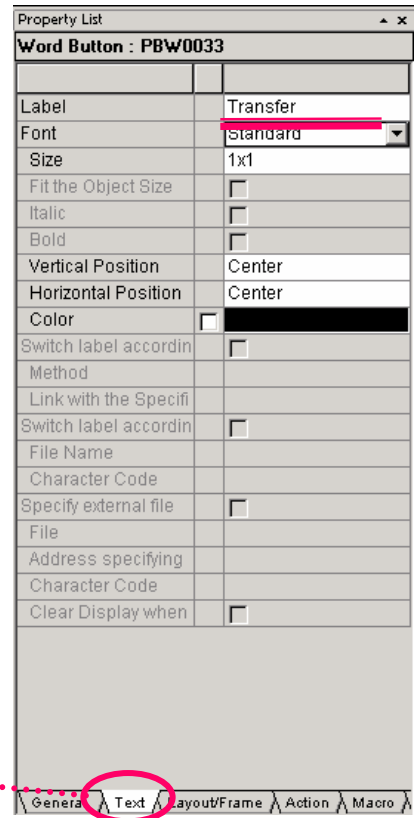 Property List
Word Button : PBW0033
Label Transfer
Font Standard
Size 1x1
Fit the Object Size
Italic
Bold
Vertical Position Center
Horizontal Position Center
Color
Switch label accordin
Method
Link with the Specifi
Switch label accordin
File Name
Character Code
Specify external file
File
Address specifying
Character Code
Clear Display when
General Text Layout/Frame Action Macro